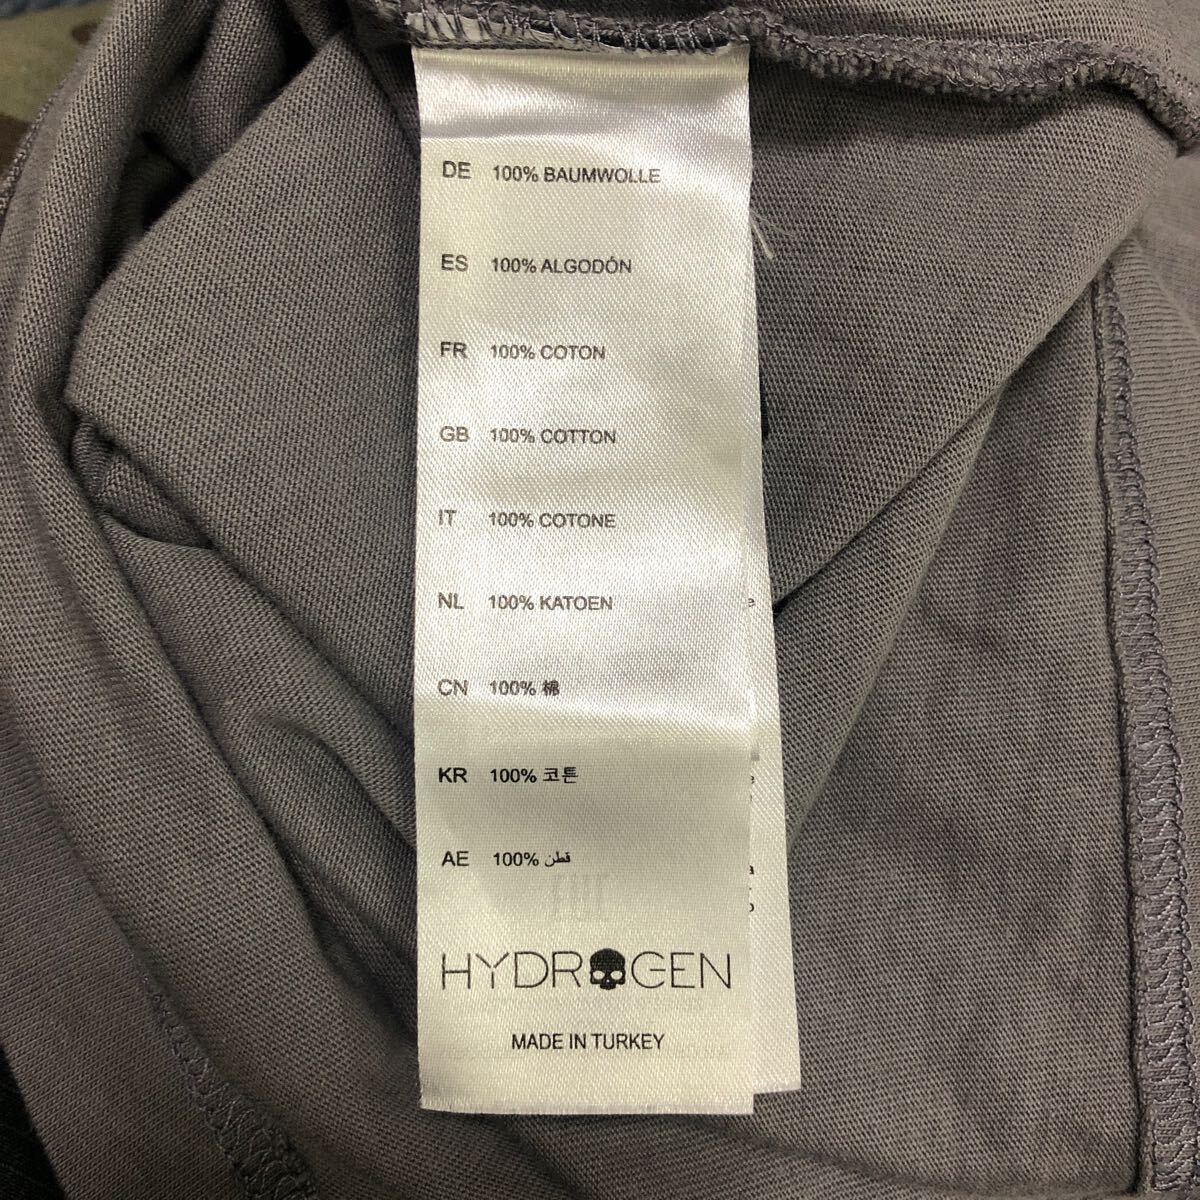 DE 100% BAUMWOLLE
ES 100% ALGODÓN
FR 100% COTON
GB 100% COTTON
IT 100% COTONE
NL 100% KATOEN
CN 100% 棉
KR 100% 코튼
AE 100% قطن
HYDROGEN
MADE IN TURKEY